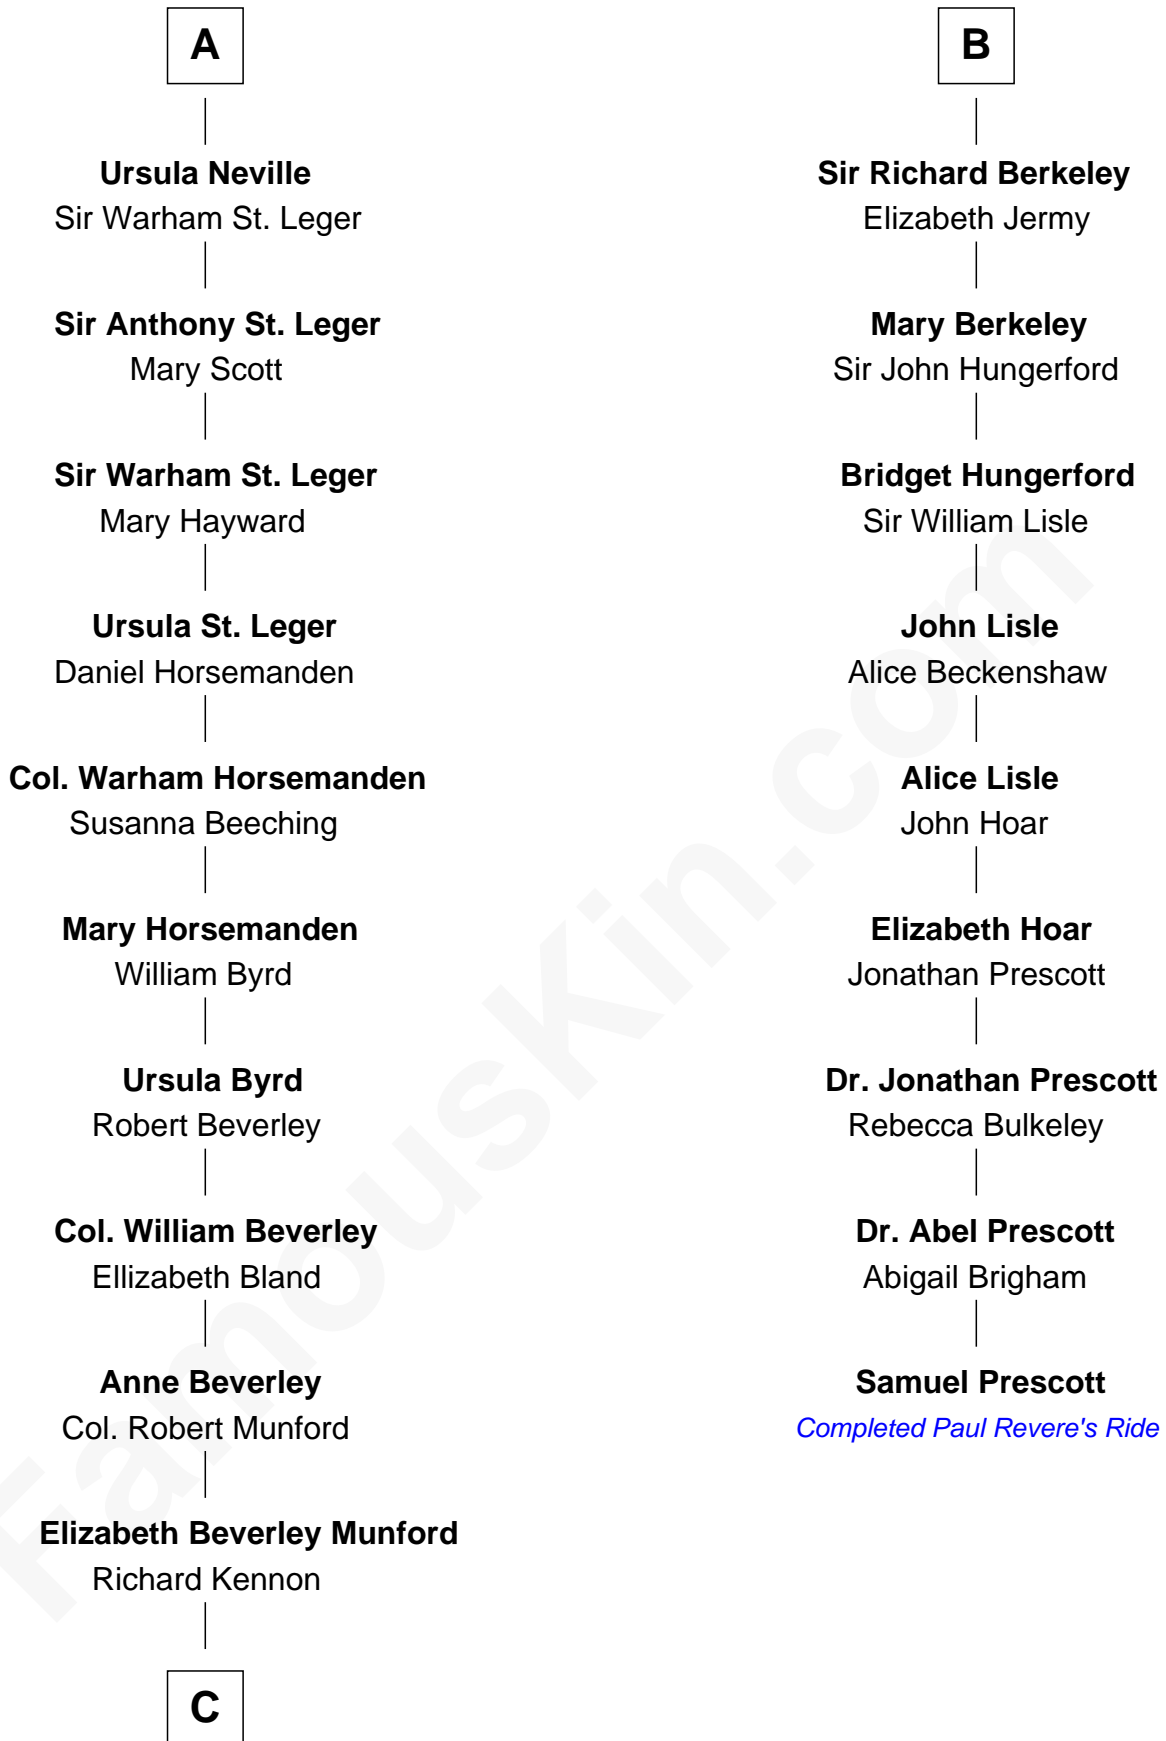 A
Ursula Neville
Sir Warham St. Leger
Sir Anthony St. Leger
Mary Scott
Sir Warham St. Leger
Mary Hayward
Ursula St. Leger
Daniel Horsemanden
Col. Warham Horsemanden
Susanna Beeching
Mary Horsemanden
William Byrd
Ursula Byrd
Robert Beverley
Col. William Beverley
Ellizabeth Bland
Anne Beverley
Col. Robert Munford
Elizabeth Beverley Munford
Richard Kennon
C
B
Sir Richard Berkeley
Elizabeth Jermy
Mary Berkeley
Sir John Hungerford
Bridget Hungerford
Sir William Lisle
John Lisle
Alice Beckenshaw
Alice Lisle
John Hoar
Elizabeth Hoar
Jonathan Prescott
Dr. Jonathan Prescott
Rebecca Bulkeley
Dr. Abel Prescott
Abigail Brigham
Samuel Prescott
Completed Paul Revere's Ride
FamousKin.com